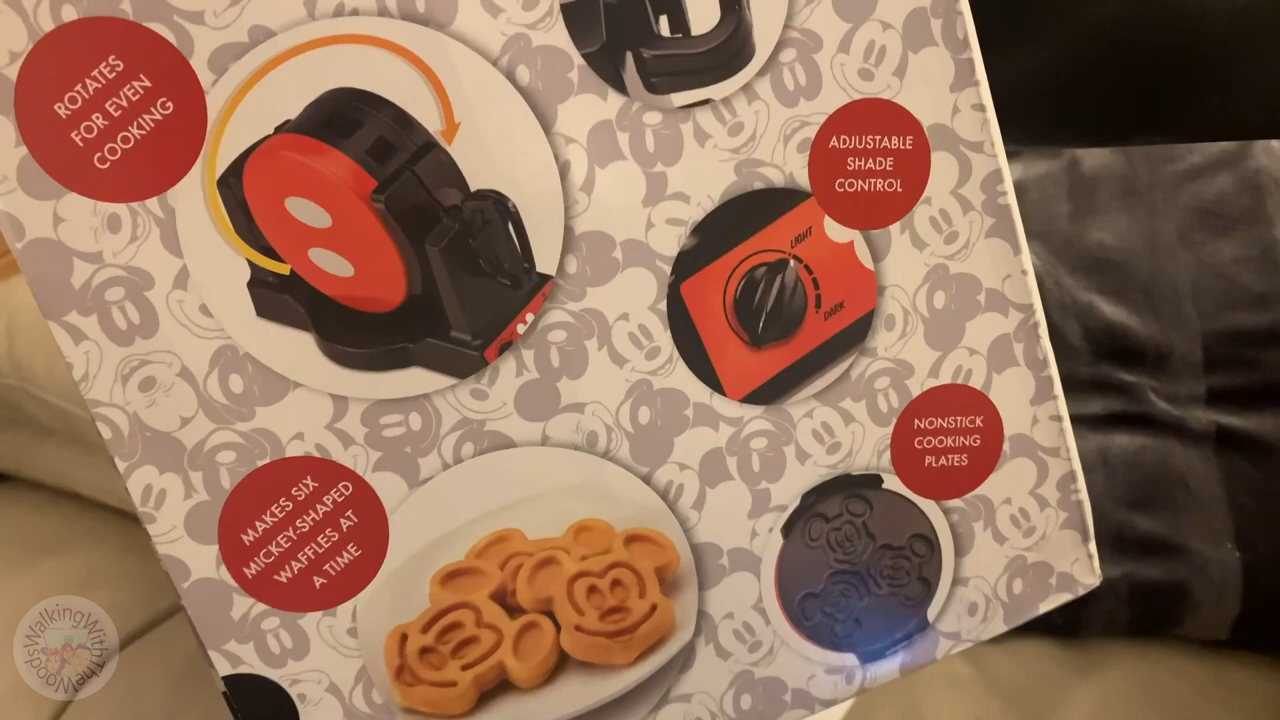 ROTATES
FOR EVEN
COOKING
ADJUSTABLE
SHADE
CONTROL
LIGHT
DARK
NONSTICK
COOKING
PLATES
MAKES SIX
MICKEY-SHAPED
WAFFLES AT
A TIME
WalkingWithTheWoods